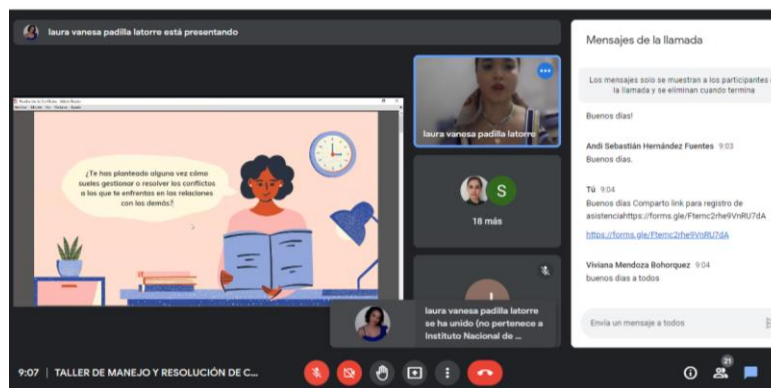 laura vanesa padilla latorre está presentando
¿Te has planteado alguna vez cómo
sueles gestionar o resolver los conflictos
a los que te enfrentas en las relaciones
con los demás?
laura vanesa padilla latorre
S
18 más
laura vanesa padilla latorre
se ha unido (no pertenece a
Instituto Nacional de ...
Mensajes de la llamada
Los mensajes solo se muestran a los participantes
la llamada y se eliminan cuando termina
Buenos días!
Andi Sebastián Hernández Fuentes 9:03
Buenos días.
Tú 9:04
Buenos días Comparto link para registro de
asistenciahttps://forms.gle/Ftemc2rhe9VnRU7dA
https://forms.gle/Ftemc2rhe9VnRU7dA
Viviana Mendoza Bohorquez 9:04
buenos dias a todos
Envía un mensaje a todos
9:07 | TALLER DE MANEJO Y RESOLUCIÓN DE C...
21